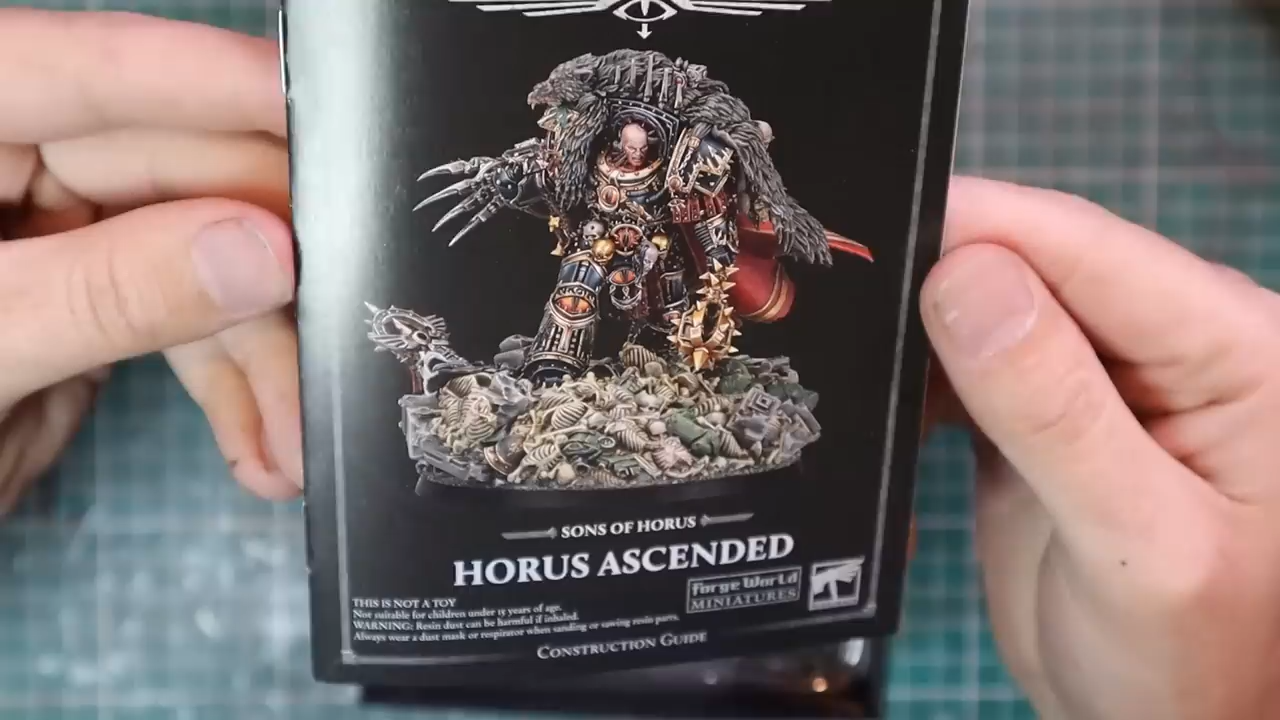 SONS OF HORUS
HORUS ASCENDED
forge World
MINIATURES
THIS IS NOT A TOY
Not suitable for children under 15 years of age.
WARNING: Resin dust can be harmful if inhaled.
Always wear a dust mask or respirator when sanding or sawing resin parts.
CONSTRUCTION GUIDE